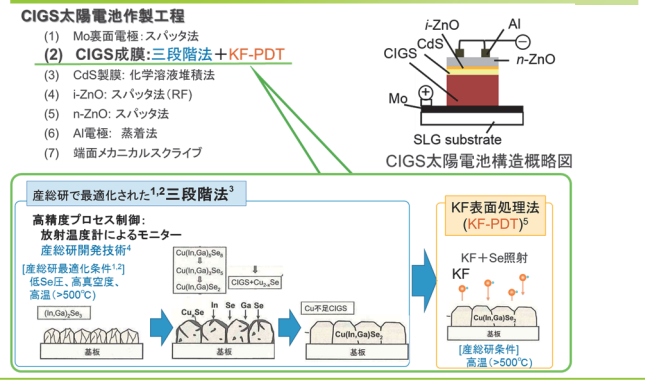 CIGS太陽電池作製工程
(1) Mo裏面電極: スパッタ法
(2) CIGS成膜:三段階法+KF-PDT
(3) CdS製膜: 化学溶液堆積法
(4) i-ZnO: スパッタ法(RF)
(5) n-ZnO: スパッタ法
(6) Al電極: 蒸着法
(7) 端面メカニカルスクライブ
i-ZnO
Al
CdS
CIGS
n-ZnO
Mo
SLG substrate
CIGS太陽電池構造概略図
産総研で最適化された1,2三段階法3
高精度プロセス制御:
放射温度計によるモニター
産総研開発技術4
[産総研最適化条件1,2]
低Se圧、高真空度、
高温(>500℃)
(In,Ga)2Se3
基板
Cu(In,Ga)5Se8
Cu(In,Ga)3Se5
Cu(In,Ga)Se2
CIGS+Cu2-xSe
CuxSe
In Se Ga Se
基板
Cu不足CIGS
Cu(In,Ga)Se2
基板
KF表面処理法
(KF-PDT)5
KF+Se照射
KF
Cu(In,Ga)Se2
基板
[産総研条件]
高温(>500℃)